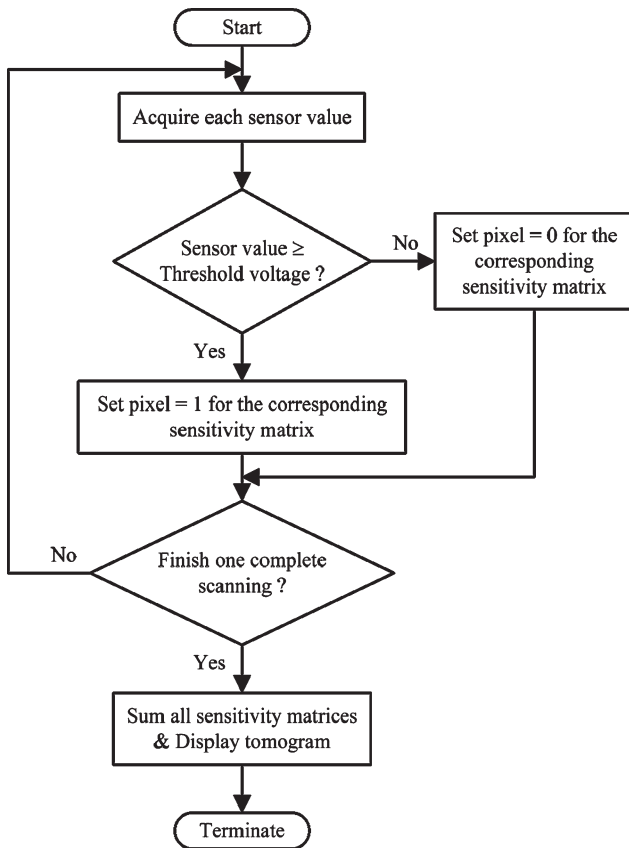 Start
Acquire each sensor value
Sensor value ≥
Threshold voltage ?
No
Set pixel = 0 for the
corresponding
sensitivity matrix
Yes
Set pixel = 1 for the corresponding
sensitivity matrix
No
Finish one complete
scanning ?
Yes
Sum all sensitivity matrices
& Display tomogram
Terminate